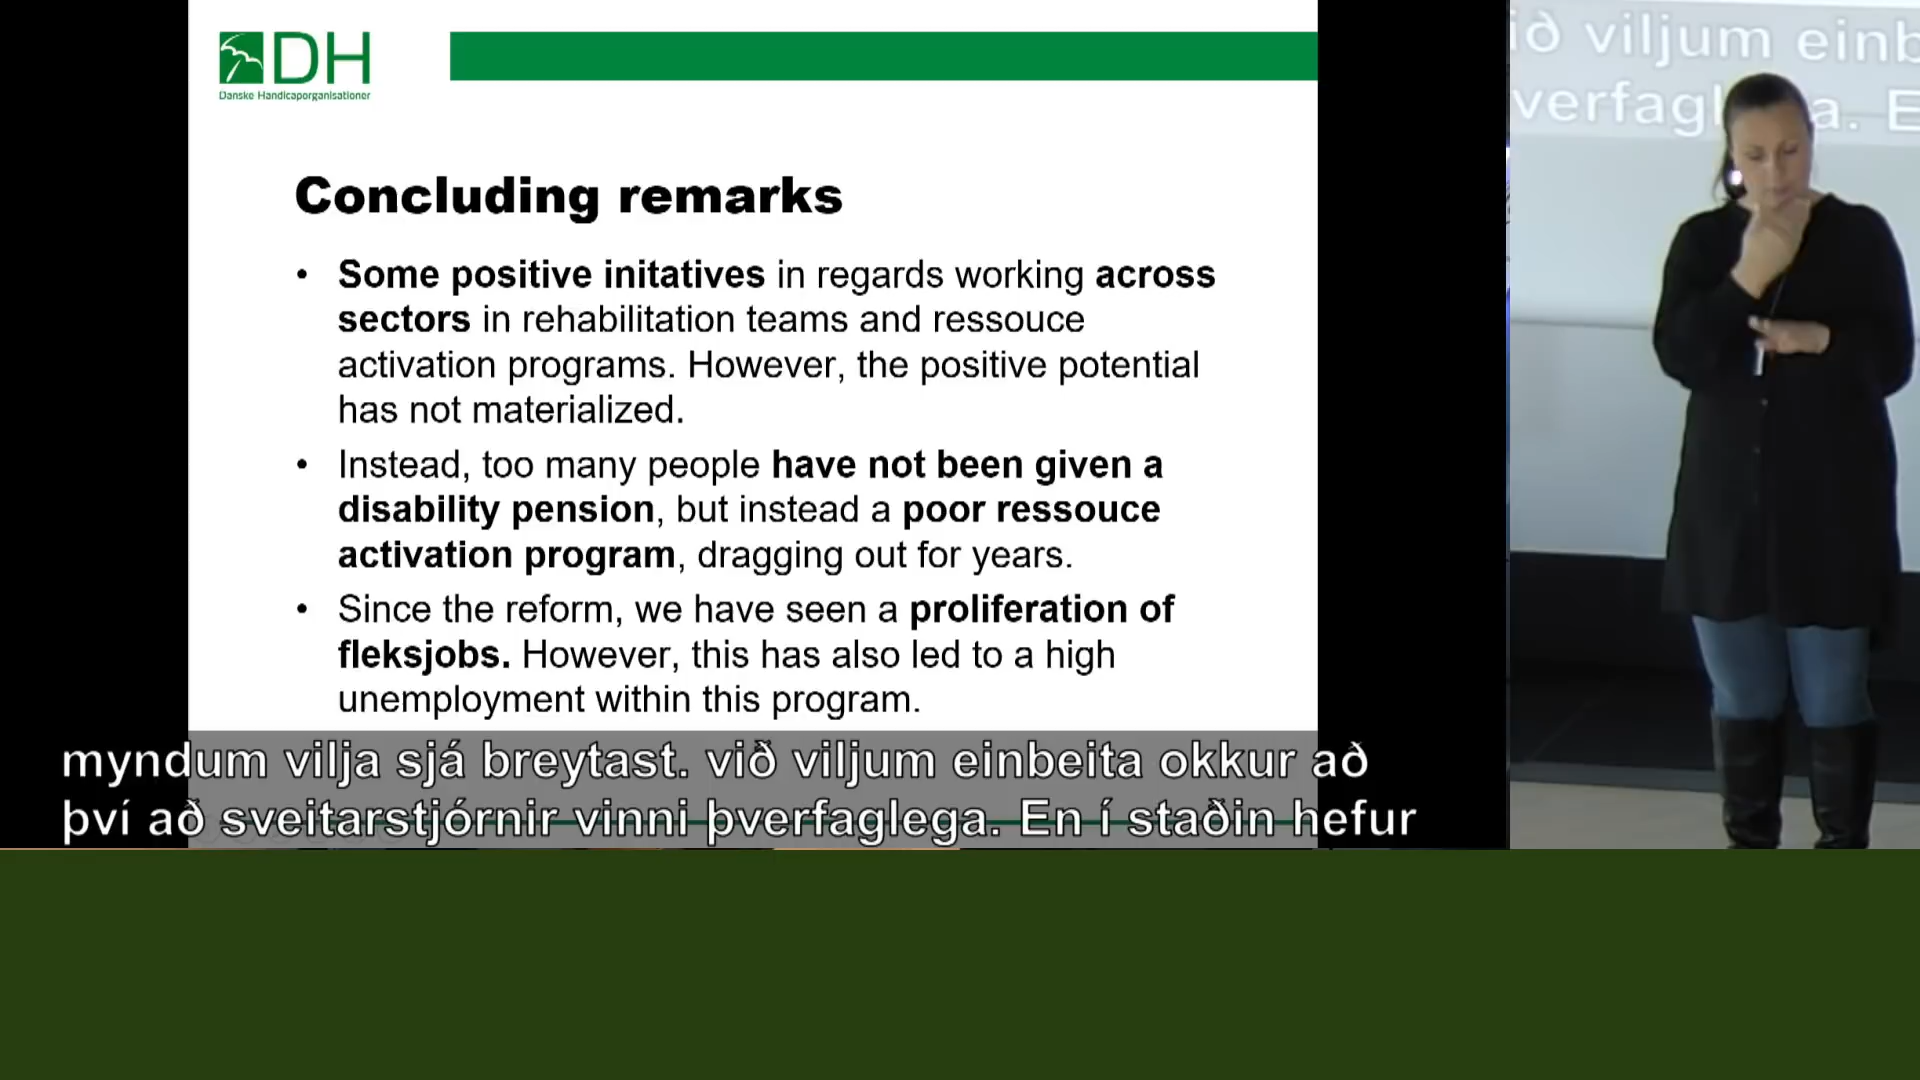 DH
Danske Handicaporganisationer
Concluding remarks
• Some positive initatives in regards working across
sectors in rehabilitation teams and ressouce
activation programs. However, the positive potential
has not materialized.
• Instead, too many people have not been given a
disability pension, but instead a poor ressouce
activation program, dragging out for years.
• Since the reform, we have seen a proliferation of
fleksjobs. However, this has also led to a high
unemployment within this program.
myndum vilja sjá breytast. við viljum einbeita okkur að
því að sveitarstjórnir vinni þverfaglega. En í staðin hefur
ið viljum einb
verfagl a. E